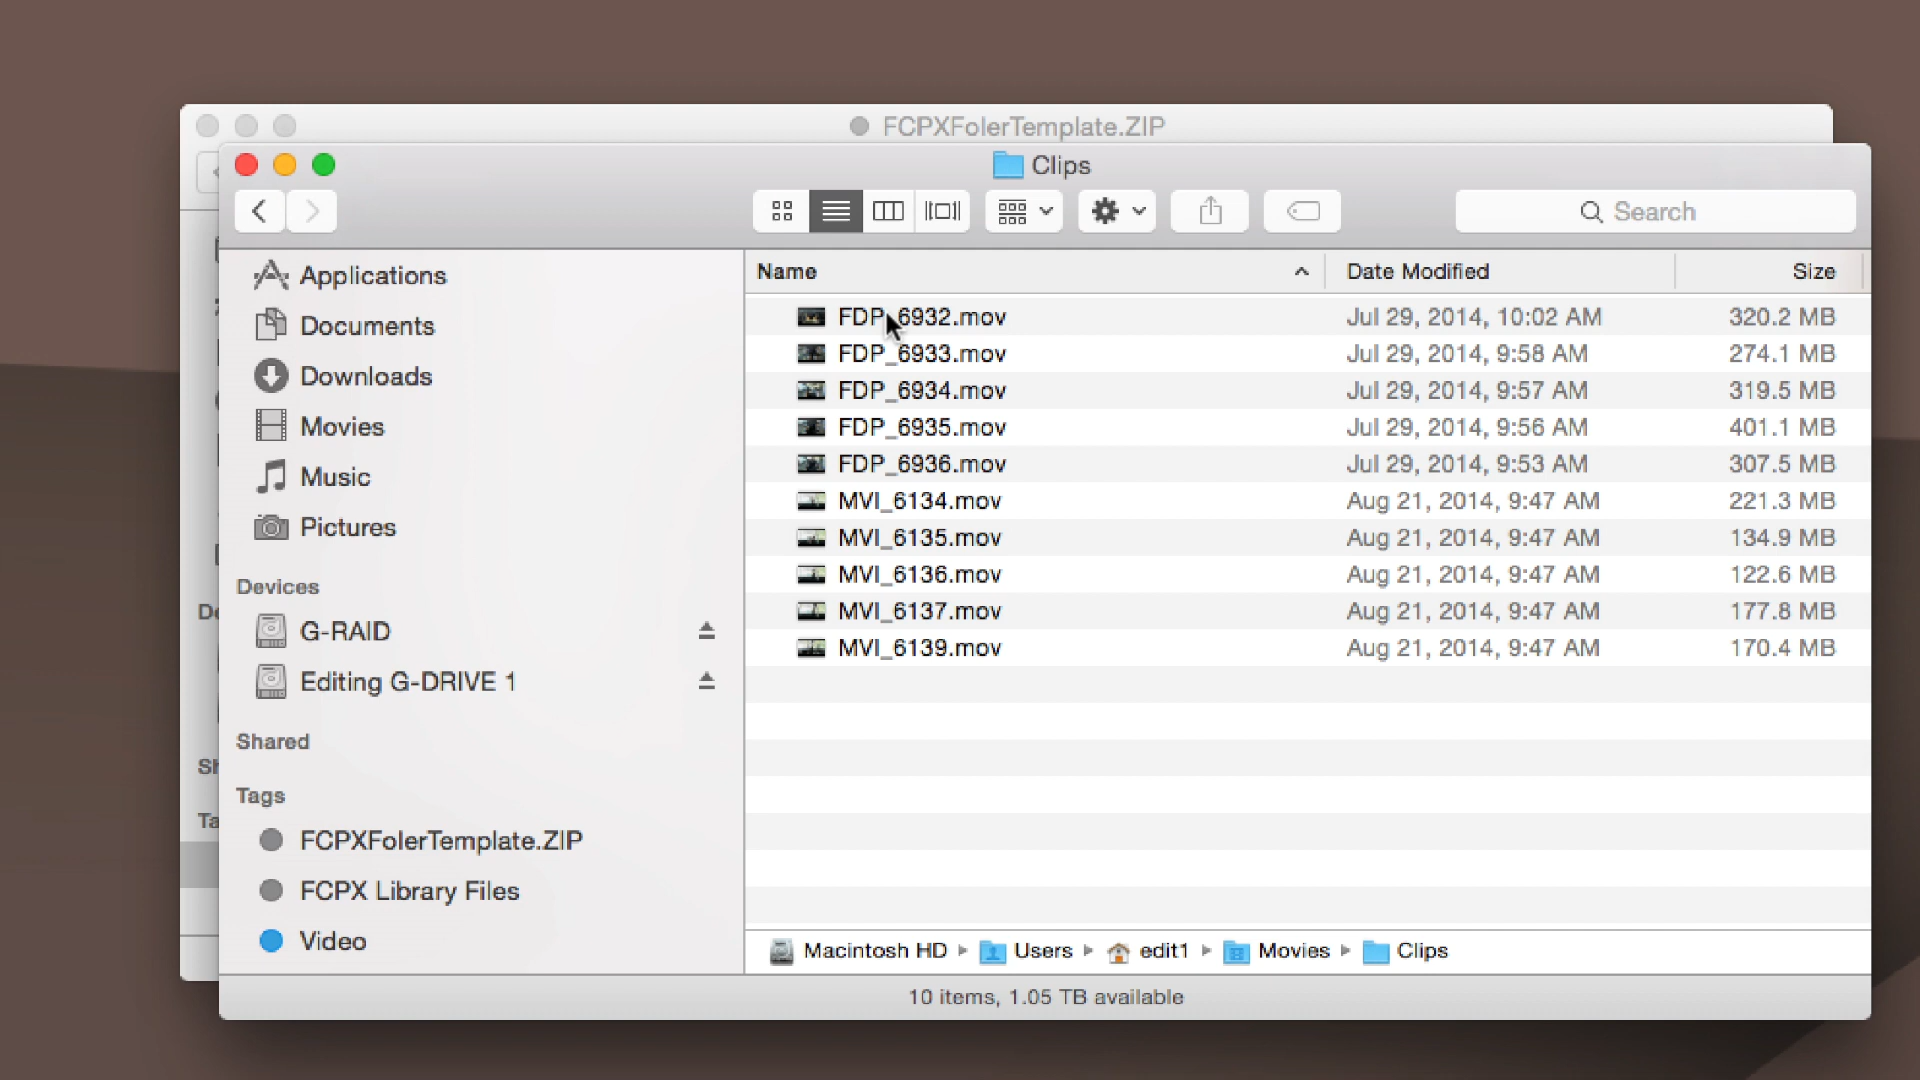 FCPXFolerTemplate.ZIP
Clips
Search
Applications
Documents
Downloads
Movies
Music
Pictures
Devices
G-RAID
Editing G-DRIVE 1
Shared
Tags
FCPXFolerTemplate.ZIP
FCPX Library Files
Video
De
Sh
Ta
Name Date Modified Size
FDP_6932.mov Jul 29, 2014, 10:02 AM 320.2 MB
FDP_6933.mov Jul 29, 2014, 9:58 AM 274.1 MB
FDP_6934.mov Jul 29, 2014, 9:57 AM 319.5 MB
FDP_6935.mov Jul 29, 2014, 9:56 AM 401.1 MB
FDP_6936.mov Jul 29, 2014, 9:53 AM 307.5 MB
MVI_6134.mov Aug 21, 2014, 9:47 AM 221.3 MB
MVI_6135.mov Aug 21, 2014, 9:47 AM 134.9 MB
MVI_6136.mov Aug 21, 2014, 9:47 AM 122.6 MB
MVI_6137.mov Aug 21, 2014, 9:47 AM 177.8 MB
MVI_6139.mov Aug 21, 2014, 9:47 AM 170.4 MB
Macintosh HD Users edit1 Movies Clips
10 items, 1.05 TB available